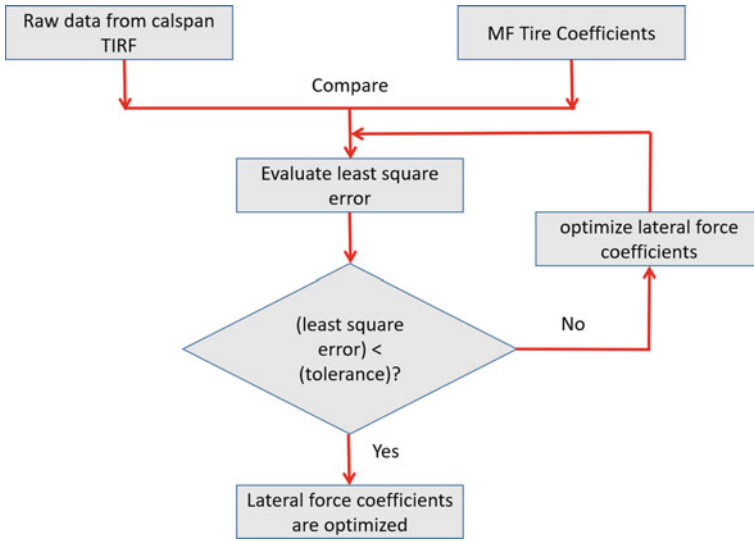 Raw data from calspan
TIRF
MF Tire Coefficients
Compare
Evaluate least square
error
optimize lateral force
coefficients
(least square
error) <
(tolerance)?
No
Yes
Lateral force coefficients
are optimized